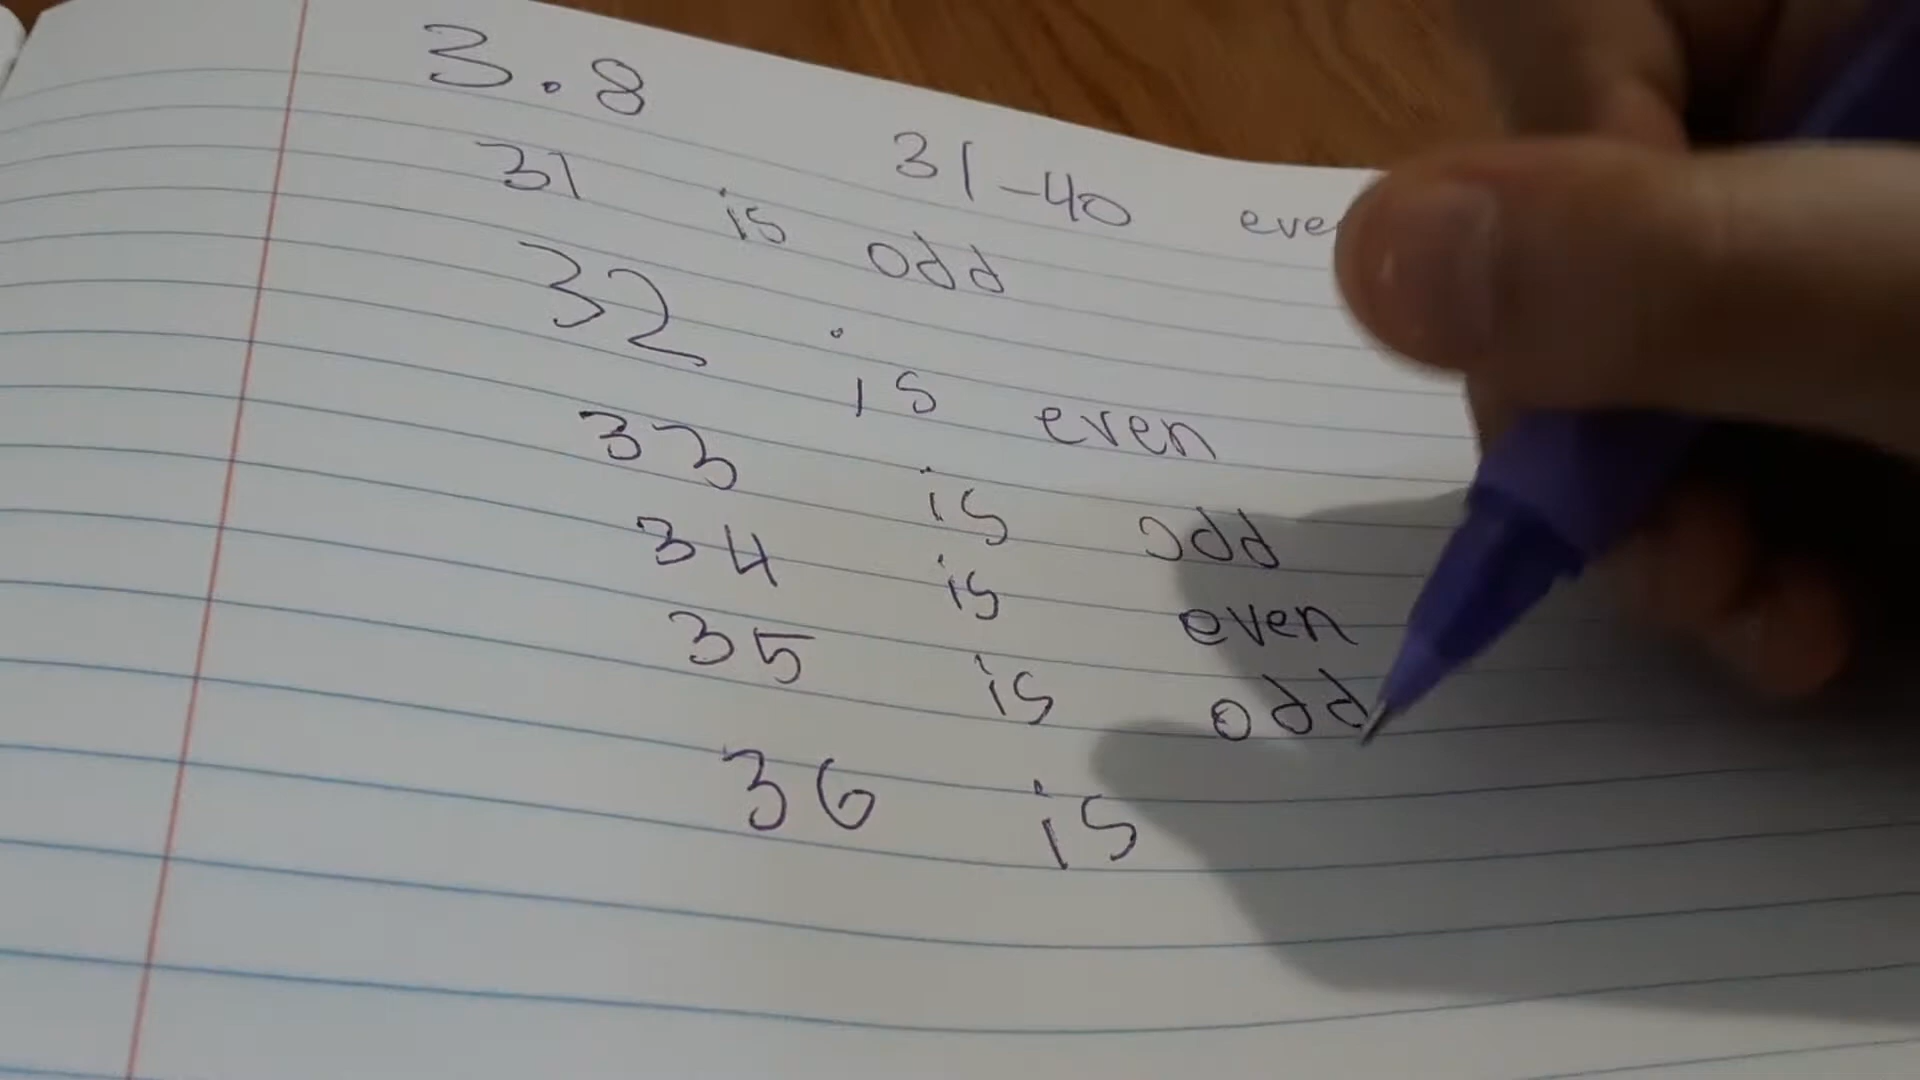 3.8
31-40
31 is odd
32 is even
33 is odd
34 is even
35 is odd
36 is